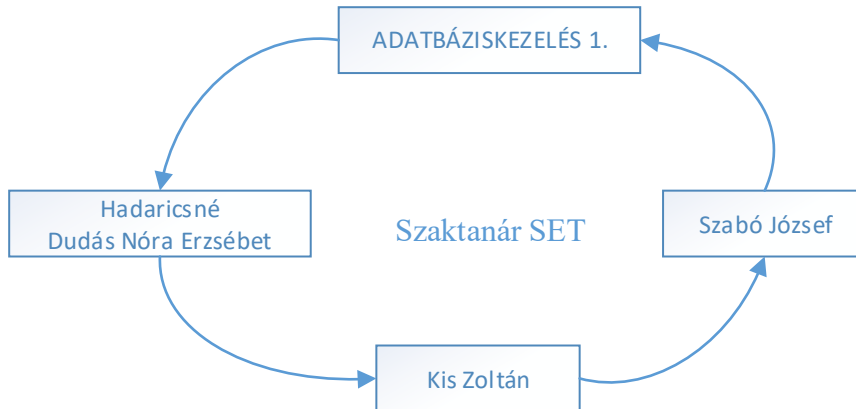 ADATBÁZISKEZELÉS 1.
Hadaricsné
Dudás Nóra Erzsébet
Szaktanár SET
Szabó József
Kis Zoltán